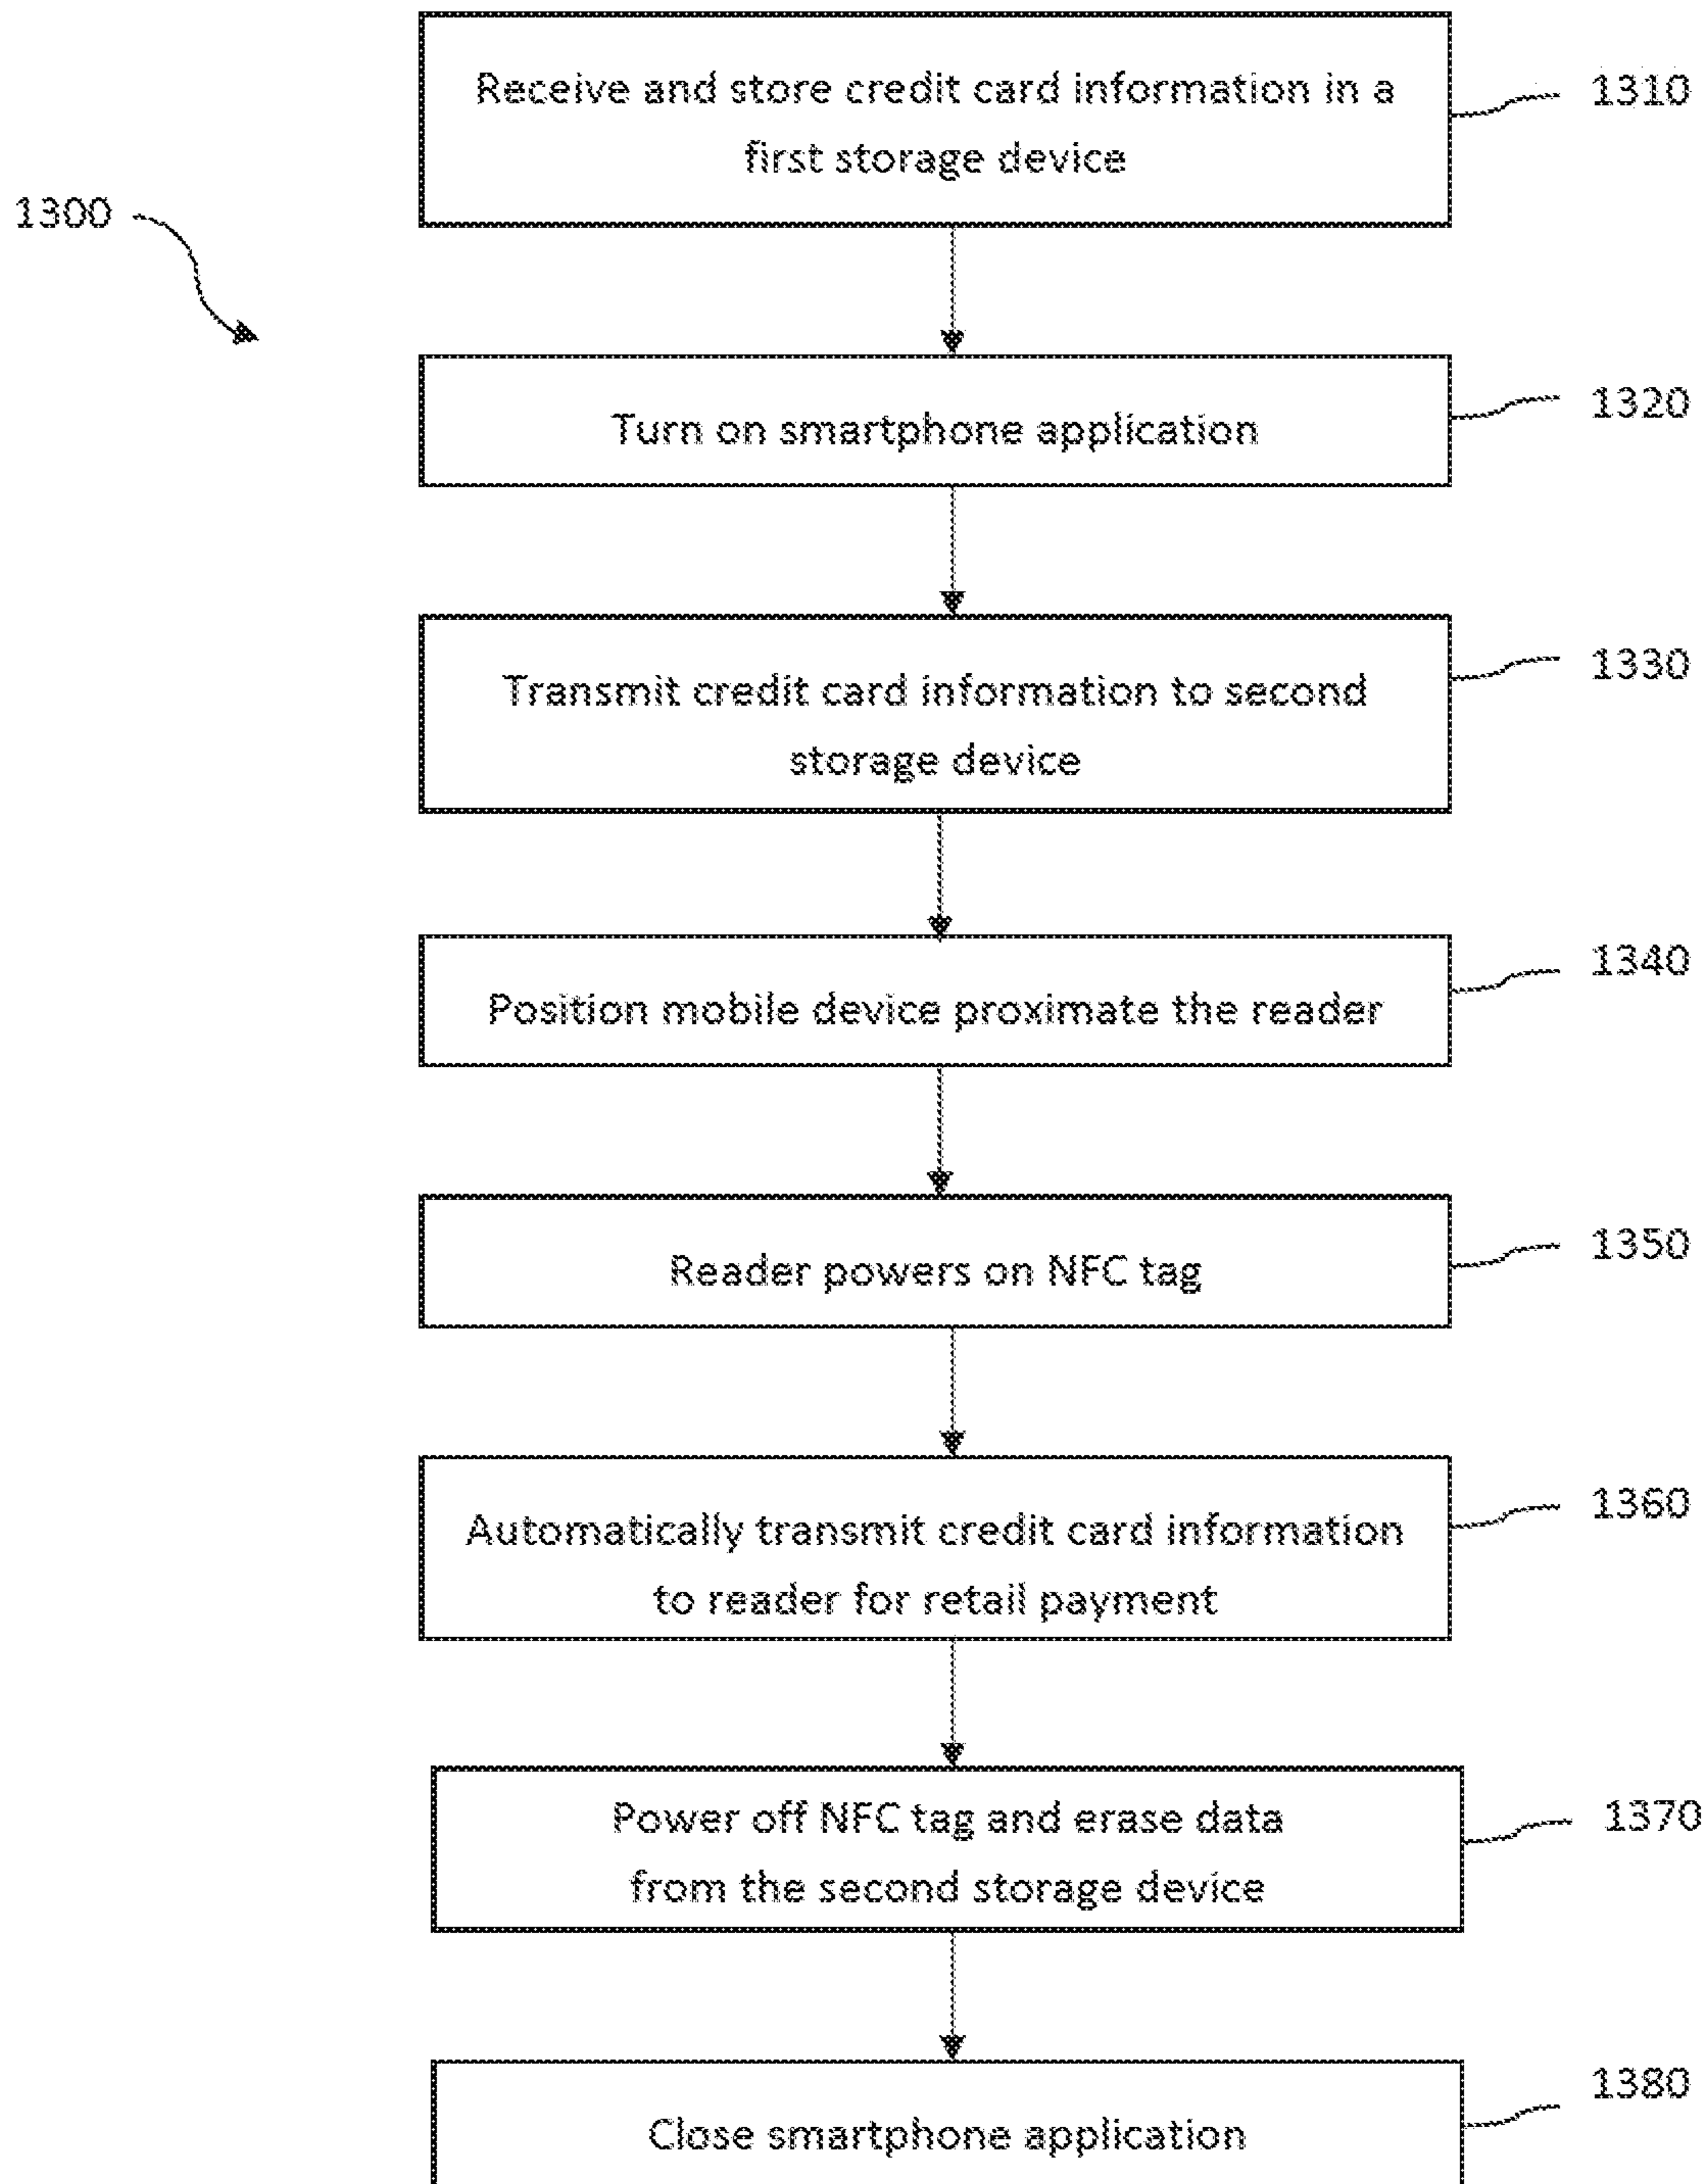 Receive and store credit card information in a
first storage device
1310
1300
Turn on smartphone application
1320
Transmit credit card information to second
storage device
1330
Position mobile device proximate the reader
1340
Reader powers on NFC tag
1350
Automatically transmit credit card information
to reader for retail payment
1360
Power off NFC tag and erase data
from the second storage device
1370
Close smartphone application
1380